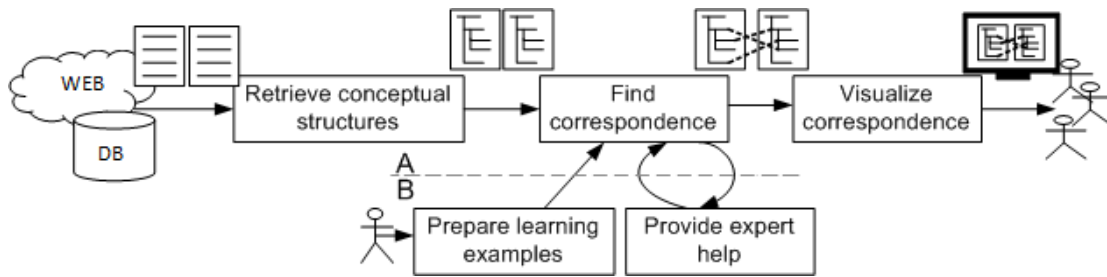 WEB
DB
Retrieve conceptual
structures
Find
correspondence
Visualize
correspondence
A
B
Prepare learning
examples
Provide expert
help